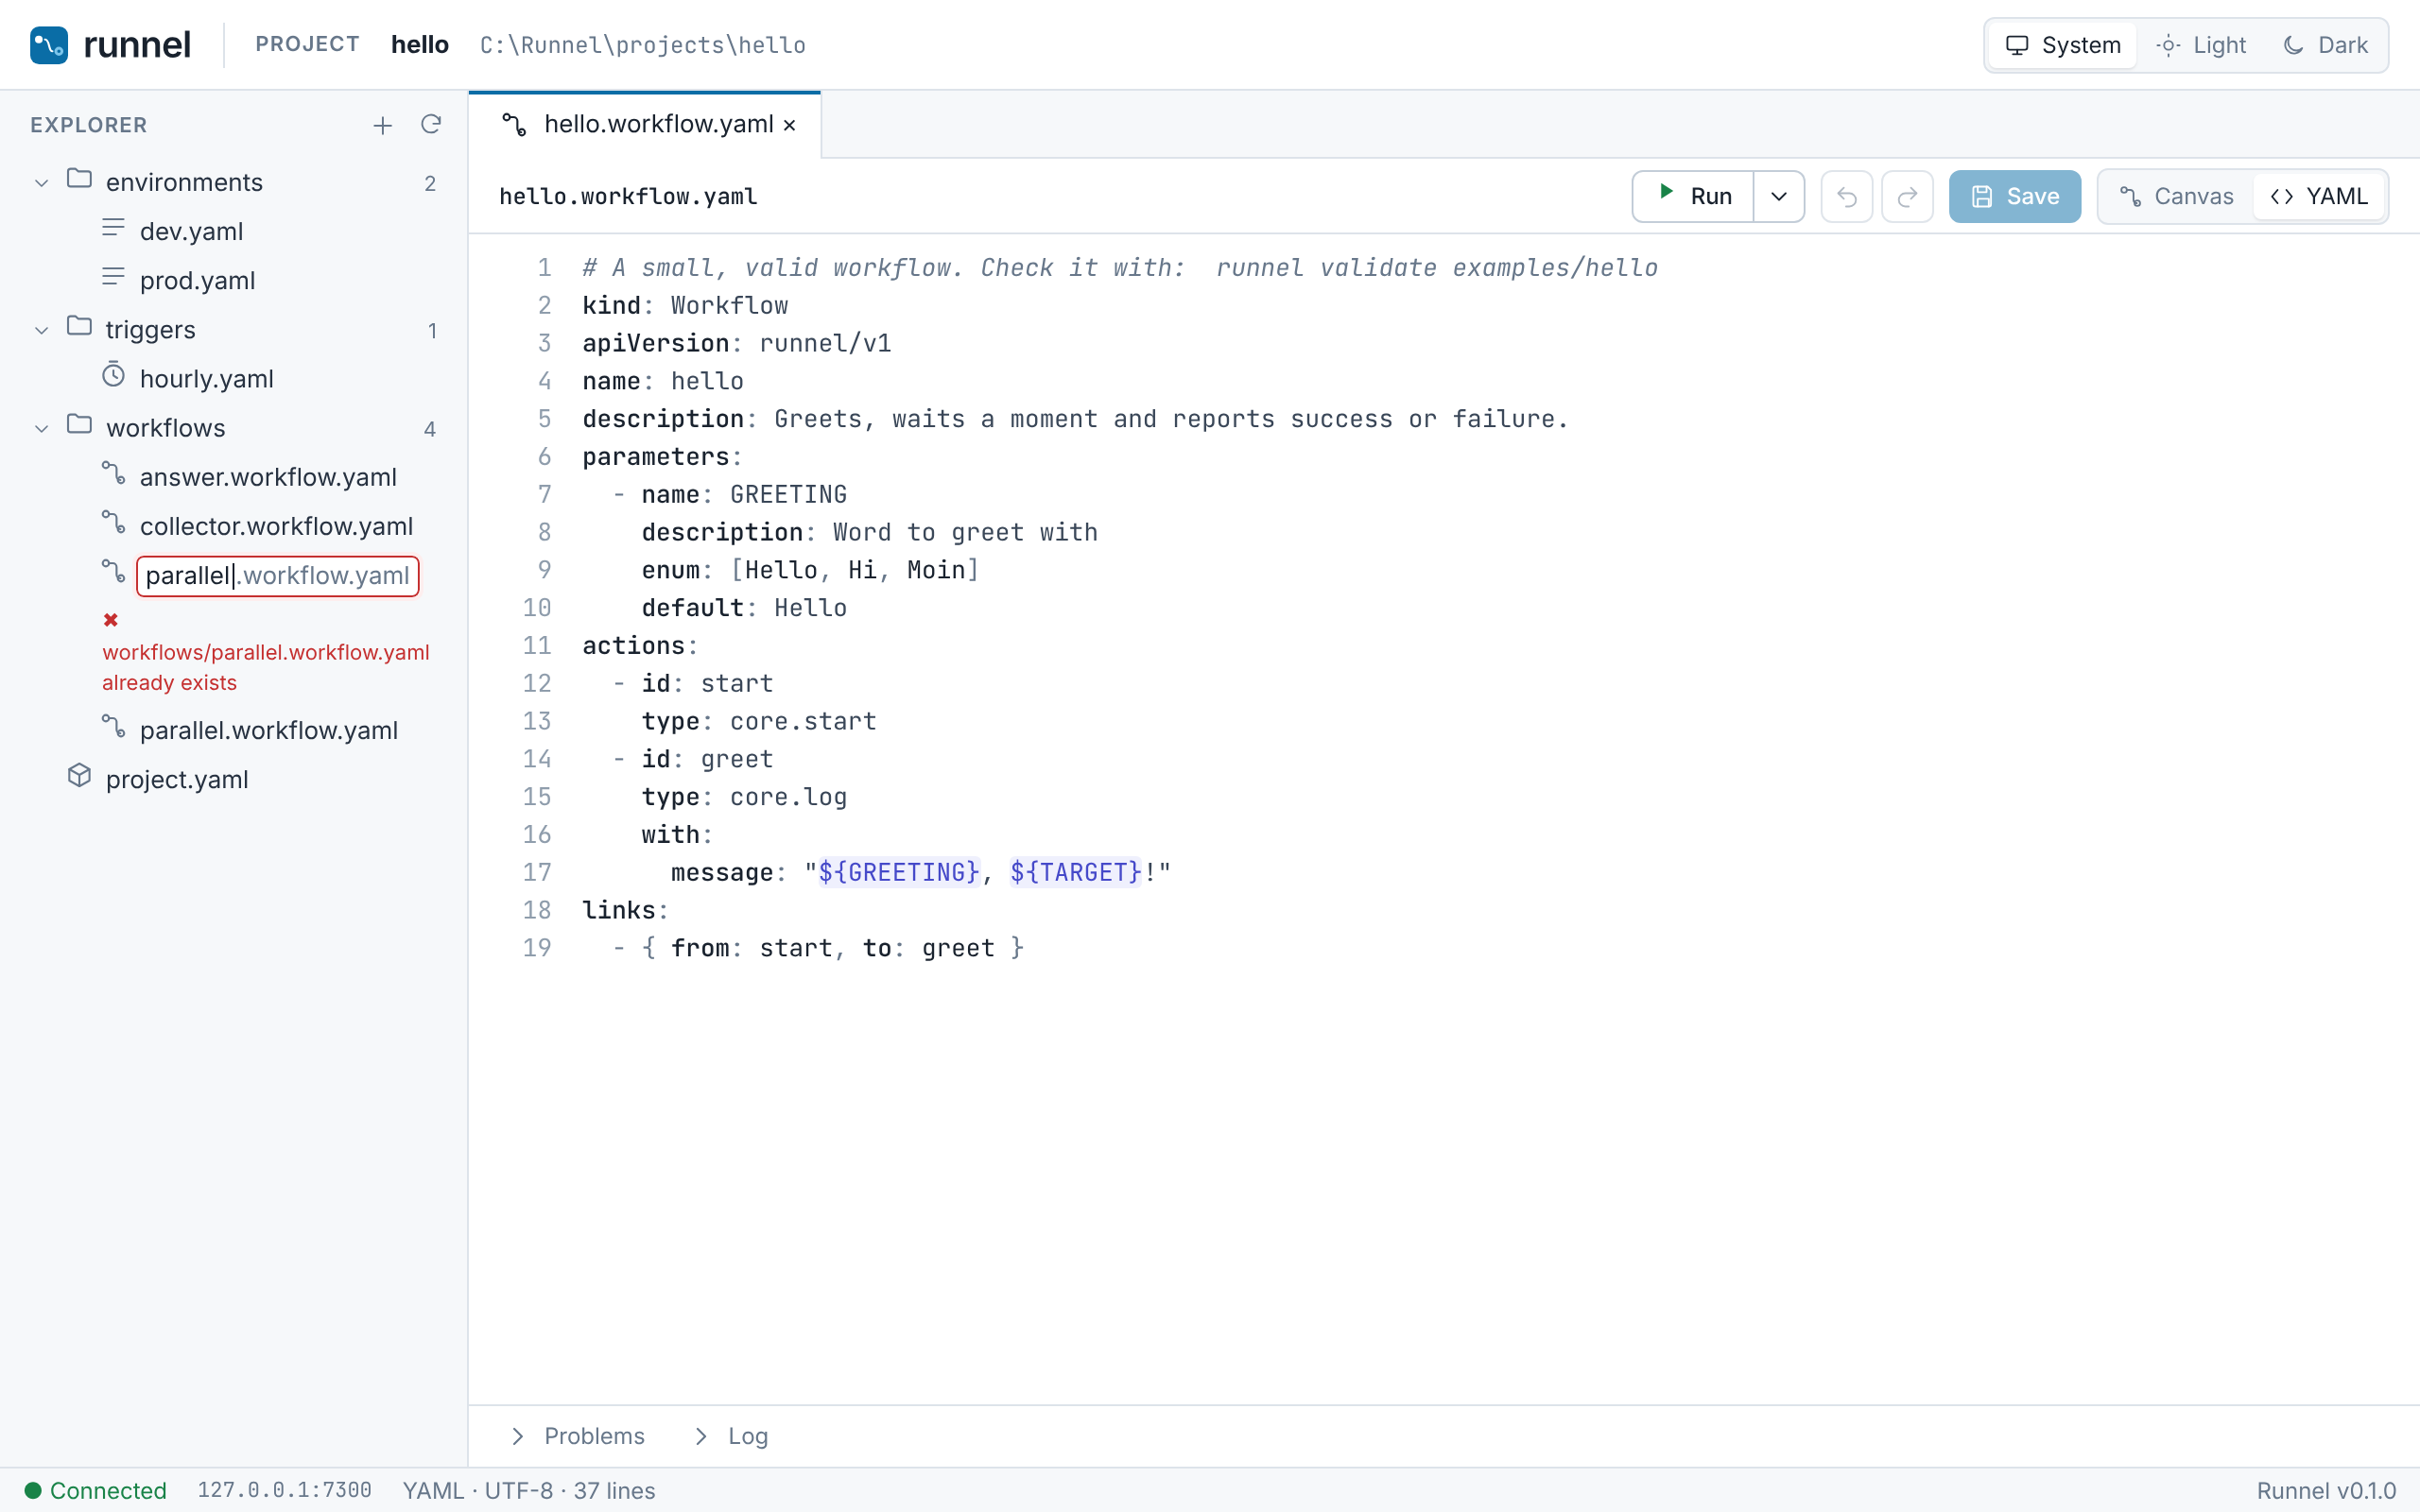 runnel PROJECT hello C:\Runnel\projects\hello System Light Dark
EXPLORER
environments 2
dev.yaml
prod.yaml
triggers 1
hourly.yaml
workflows 4
answer.workflow.yaml
collector.workflow.yaml
parallel.workflow.yaml
✖
workflows/parallel.workflow.yaml
already exists
parallel.workflow.yaml
project.yaml
hello.workflow.yaml ×
hello.workflow.yaml Run Save Canvas YAML
1 # A small, valid workflow. Check it with:  runnel validate examples/hello
2 kind: Workflow
3 apiVersion: runnel/v1
4 name: hello
5 description: Greets, waits a moment and reports success or failure.
6 parameters:
7   - name: GREETING
8     description: Word to greet with
9     enum: [Hello, Hi, Moin]
10     default: Hello
11 actions:
12   - id: start
13     type: core.start
14   - id: greet
15     type: core.log
16     with:
17       message: "${GREETING}, ${TARGET}!"
18 links:
19   - { from: start, to: greet }
Problems Log
Connected 127.0.0.1:7300 YAML · UTF-8 · 37 lines Runnel v0.1.0